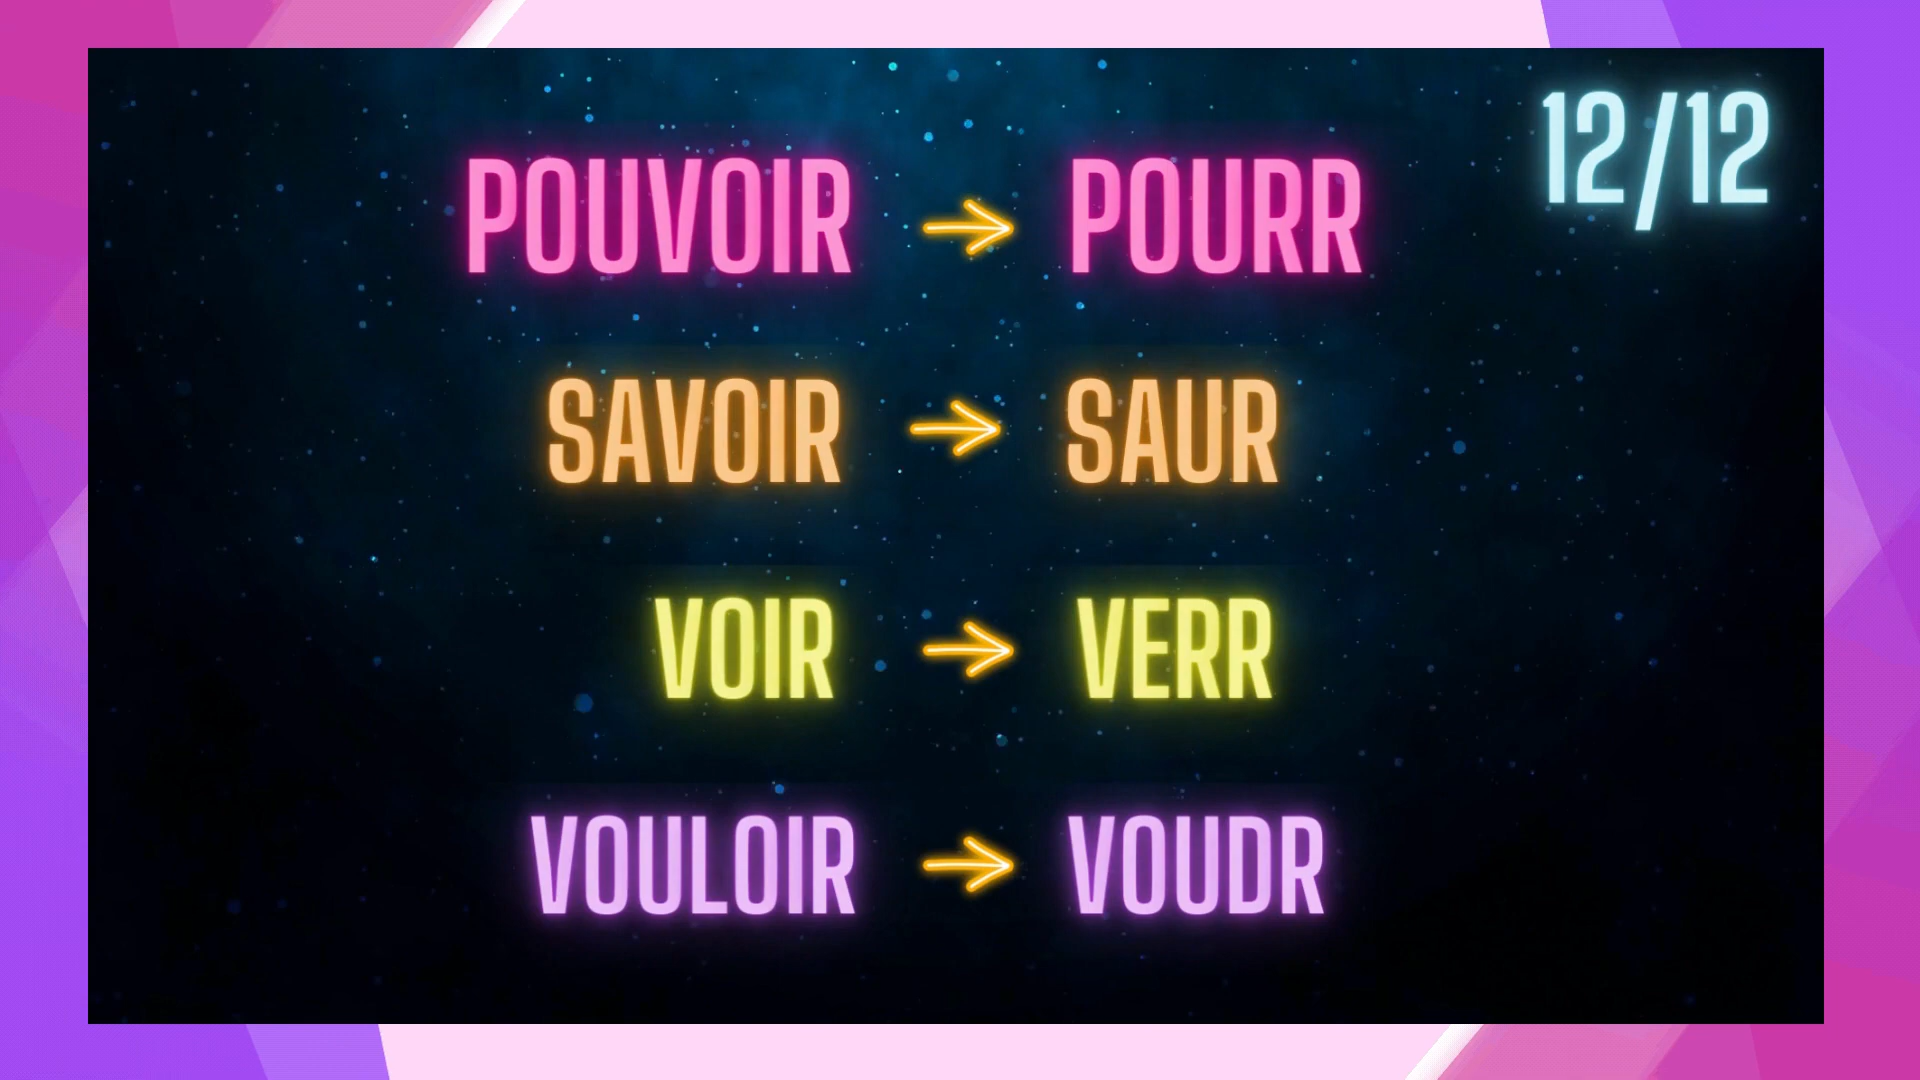 12/12
POUVOIR → POURR
SAVOIR → SAUR
VOIR → VERR
VOULOIR → VOUDR